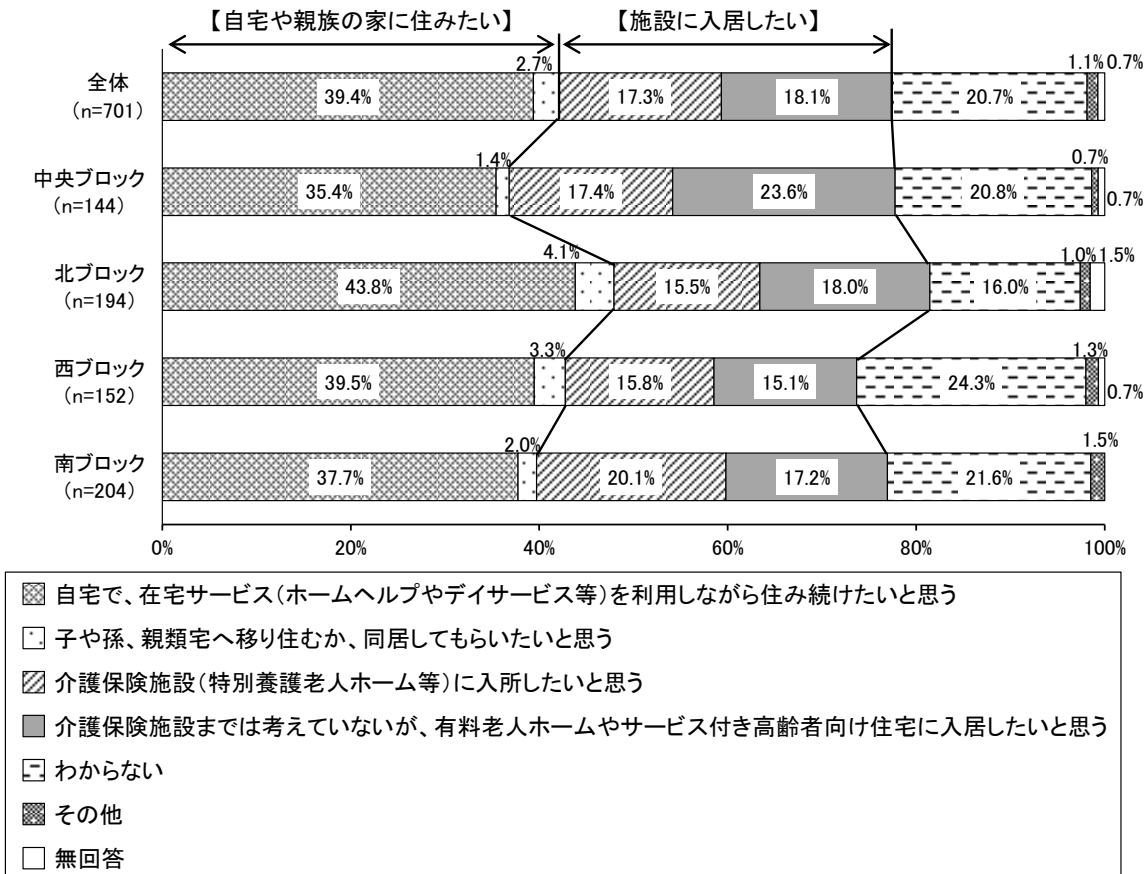 【自宅や親族の家に住みたい】 【施設に入居したい】
全体
(n=701)
39.4% 2.7% 17.3% 18.1% 20.7% 1.1% 0.7%
中央ブロック
(n=144)
35.4% 1.4% 17.4% 23.6% 20.8% 0.7% 0.7%
北ブロック
(n=194)
43.8% 4.1% 15.5% 18.0% 16.0% 1.0% 1.5%
西ブロック
(n=152)
39.5% 3.3% 15.8% 15.1% 24.3% 1.3% 0.7%
南ブロック
(n=204)
37.7% 2.0% 20.1% 17.2% 21.6% 1.5%
0% 20% 40% 60% 80% 100%
自宅で、在宅サービス(ホームヘルプやデイサービス等)を利用しながら住み続けたいと思う
子や孫、親類宅へ移り住むか、同居してもらいたいと思う
介護保険施設(特別養護老人ホーム等)に入所したいと思う
介護保険施設までは考えていないが、有料老人ホームやサービス付き高齢者向け住宅に入居したいと思う
わからない
その他
無回答